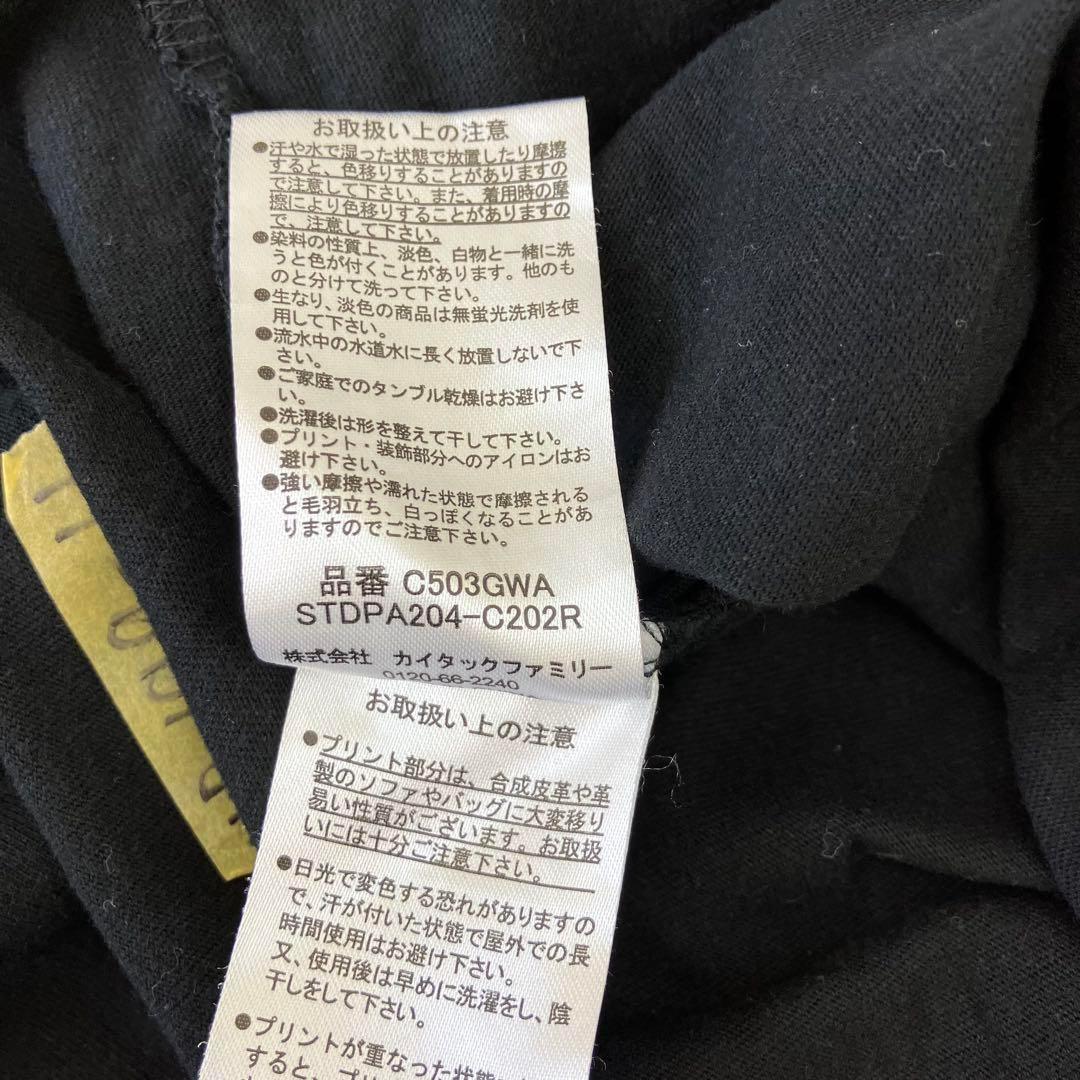 お取扱い上の注意
●汗や水で湿った状態で放置したり摩擦
すると、色移りすることがありますの
で注意して下さい。また、着用時の摩
擦により色移りすることがありますの
で、注意して下さい。
●染料の性質上、淡色、白物と一緒に洗
うと色が付くことがあります。他のも
のと分けて洗って下さい。
●生なり、淡色の商品は無蛍光洗剤を使
用して下さい。
●流水中の水道水に長く放置しないで下
さい。
●ご家庭でのタンブル乾燥はお避け下さ
い。
●洗濯後は形を整えて干して下さい。
●プリント・装飾部分へのアイロンはお
避け下さい。
●強い摩擦や濡れた状態で摩擦される
と毛羽立ち、白っぽくなることがあ
りますのでご注意下さい。
品番 C503GWA
STDPA204-C202R
株式会社 カイタックファミリー
0120-66-2240
お取扱い上の注意
●プリント部分は、合成皮革や革
製のソファやバッグに大変移り
易い性質がございます。お取扱
いには十分ご注意下さい。
●日光で変色する恐れがありますの
で、汗が付いた状態で屋外での長
時間使用はお避け下さい。
又、使用後は早めに洗濯をし、陰
干しをして下さい。
●プリントが重なった状態
すると、プリ